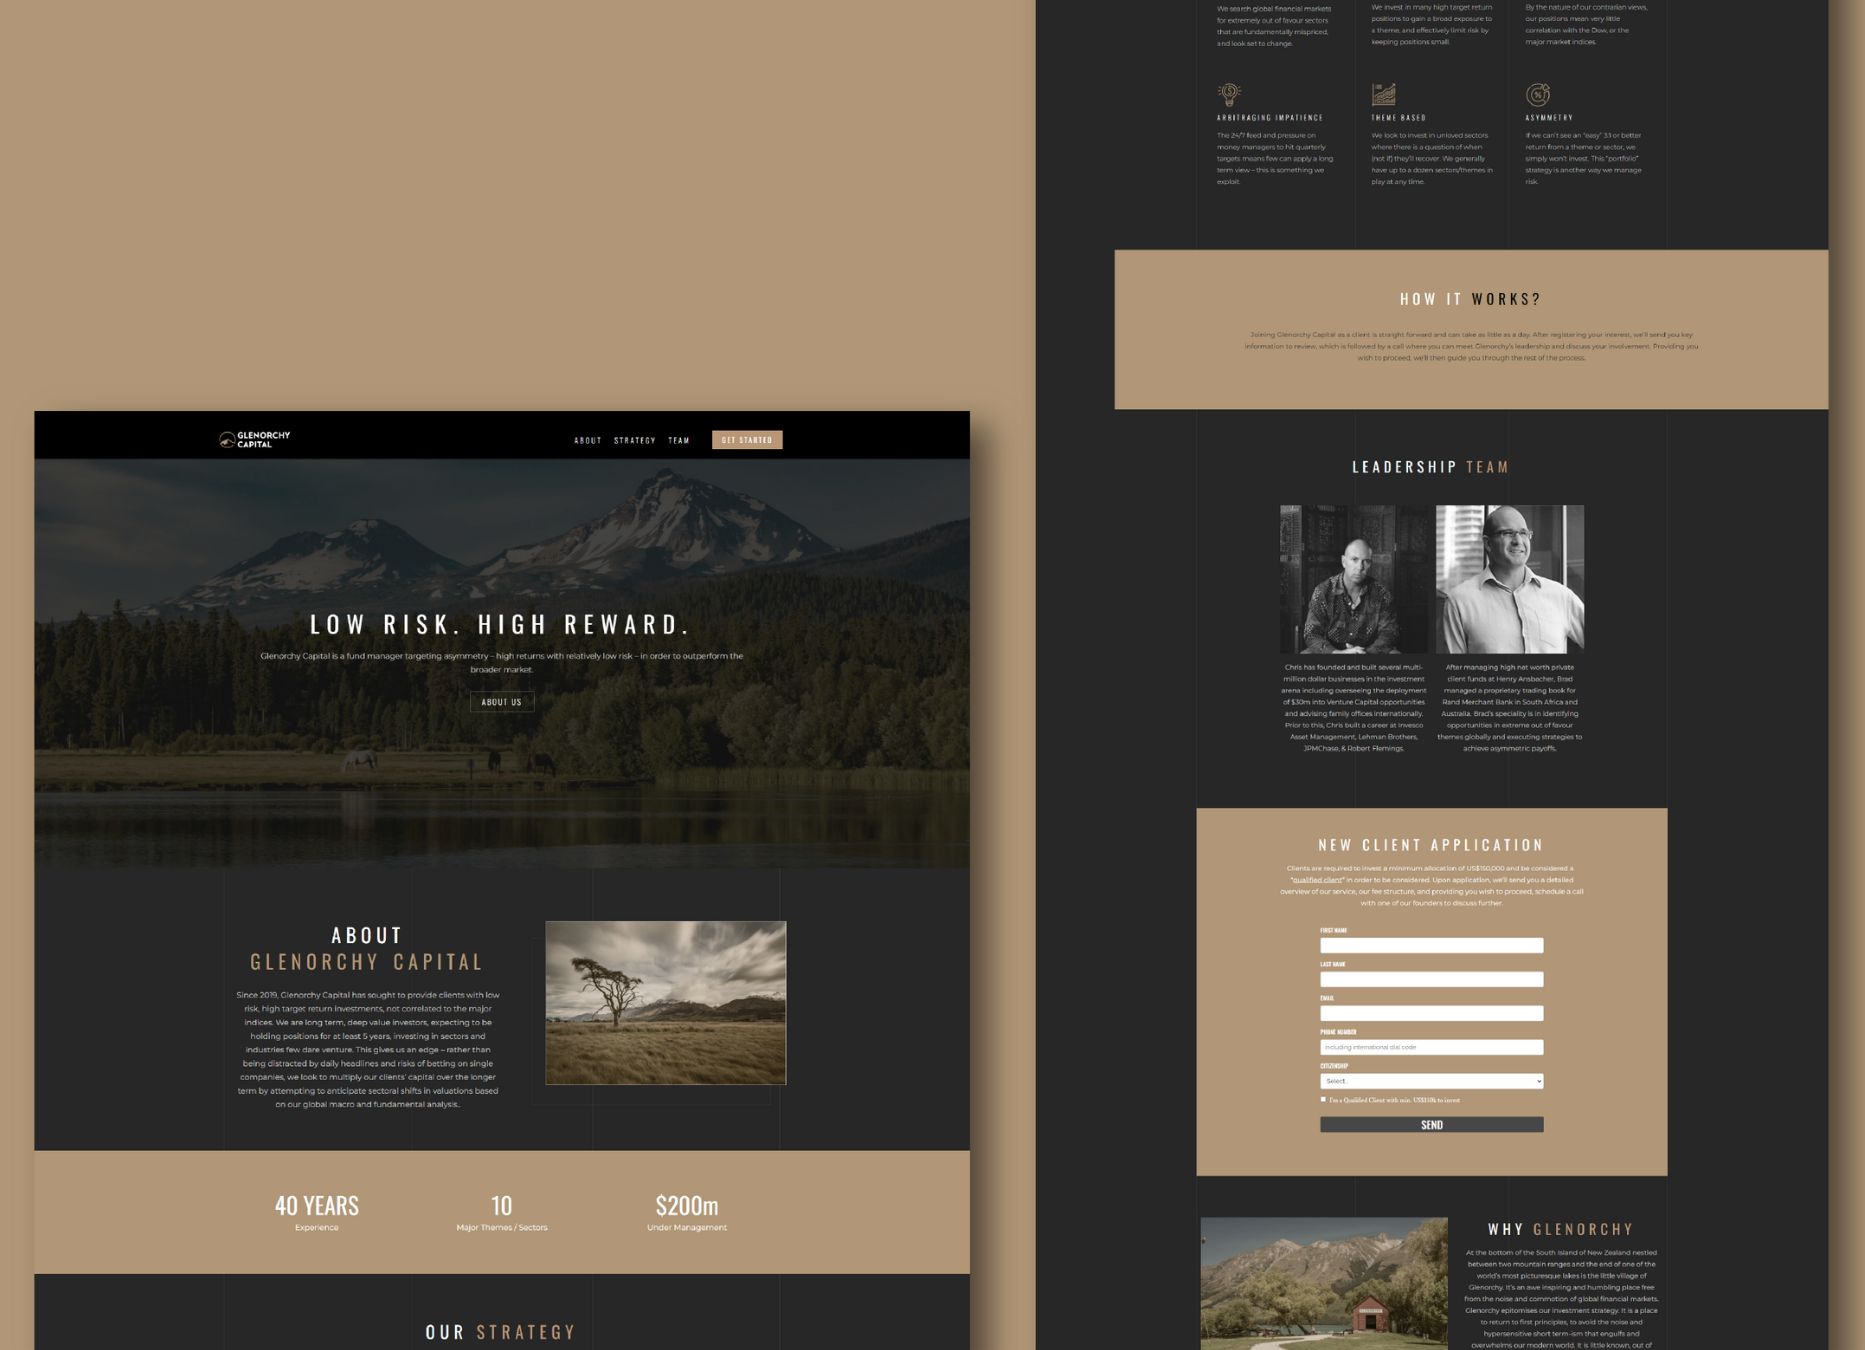 GLENORCHY
CAPITAL
ABOUT STRATEGY TEAM GET STARTED
LOW RISK. HIGH REWARD.
Glenorchy Capital is a fund manager targeting asymmetry – high returns with relatively low risk – in order to outperform the
broader market.
ABOUT US
ABOUT
GLENORCHY CAPITAL
Since 2019, Glenorchy Capital has sought to provide clients with low
risk, high target return investments, not correlated to the major
indices. We are long term, deep value investors, expecting to be
holding positions for at least 5 years, investing in sectors and
industries few dare venture. This gives us an edge – rather than
being distracted by daily headlines and risks of betting on single
companies, we look to multiply our clients' capital over the longer
term by attempting to anticipate sectoral shifts in valuations based
on our global macro and fundamental analysis..
40 YEARS
Experience
10
Major Themes / Sectors
$200m
Under Management
OUR STRATEGY
We search global financial markets
for extremely out of favour sectors
that are fundamentally mispriced,
and look set to change.
We invest in many high target return
positions to gain a broad exposure to
a theme, and effectively limit risk by
keeping positions small.
By the nature of our contrarian views,
our positions mean very little
correlation with the Dow, or the
major market indices.
ARBITRAGING IMPATIENCE
The 24/7 feed and pressure on
money managers to hit quarterly
targets means few can apply a long
term view – this is something we
exploit.
THEME BASED
We look to invest in unloved sectors
where there is a question of when
(not if) they'll recover. We generally
have up to a dozen sectors/themes in
play at any time.
ASYMMETRY
If we can't see an "easy" 3:1 or better
return from a theme or sector, we
simply won't invest. This "portfolio"
strategy is another way we manage
risk.
HOW IT WORKS?
Joining Glenorchy Capital as a client is straight forward and can take as little as a day. After registering your interest, we'll send you key
information to review, which is followed by a call where you can meet Glenorchy's leadership and discuss your involvement. Providing you
wish to proceed, we'll then guide you through the rest of the process.
LEADERSHIP TEAM
Chris has founded and built several multi-
million dollar businesses in the investment
arena including overseeing the deployment
of $30m into Venture Capital opportunities
and advising family offices internationally.
Prior to this, Chris built a career at Invesco
Asset Management, Lehman Brothers,
JPMChase, & Robert Flemings.
After managing high net worth private
client funds at Henry Ansbacher, Brad
managed a proprietary trading book for
Rand Merchant Bank in South Africa and
Australia. Brad's speciality is in identifying
opportunities in extreme out of favour
themes globally and executing strategies to
achieve asymmetric payoffs.
NEW CLIENT APPLICATION
Clients are required to invest a minimum allocation of US$150,000 and be considered a
"qualified client" in order to be considered. Upon application, we'll send you a detailed
overview of our service, our fee structure, and providing you wish to proceed, schedule a call
with one of our founders to discuss further.
FIRST NAME
LAST NAME
EMAIL
PHONE NUMBER
including international dial code
CITIZENSHIP
Select..
I'm a Qualified Client with min. US$150k to invest
SEND
WHY GLENORCHY
At the bottom of the South Island of New Zealand nestled
between two mountain ranges and the end of one of the
world's most picturesque lakes is the little village of
Glenorchy. It's an awe inspiring and humbling place free
from the noise and commotion of global financial markets.
Glenorchy epitomises our investment strategy. It is a place
to return to first principles, to avoid the noise and
hypersensitive short term-ism that engulfs and
overwhelms our modern world. It is little known, out of